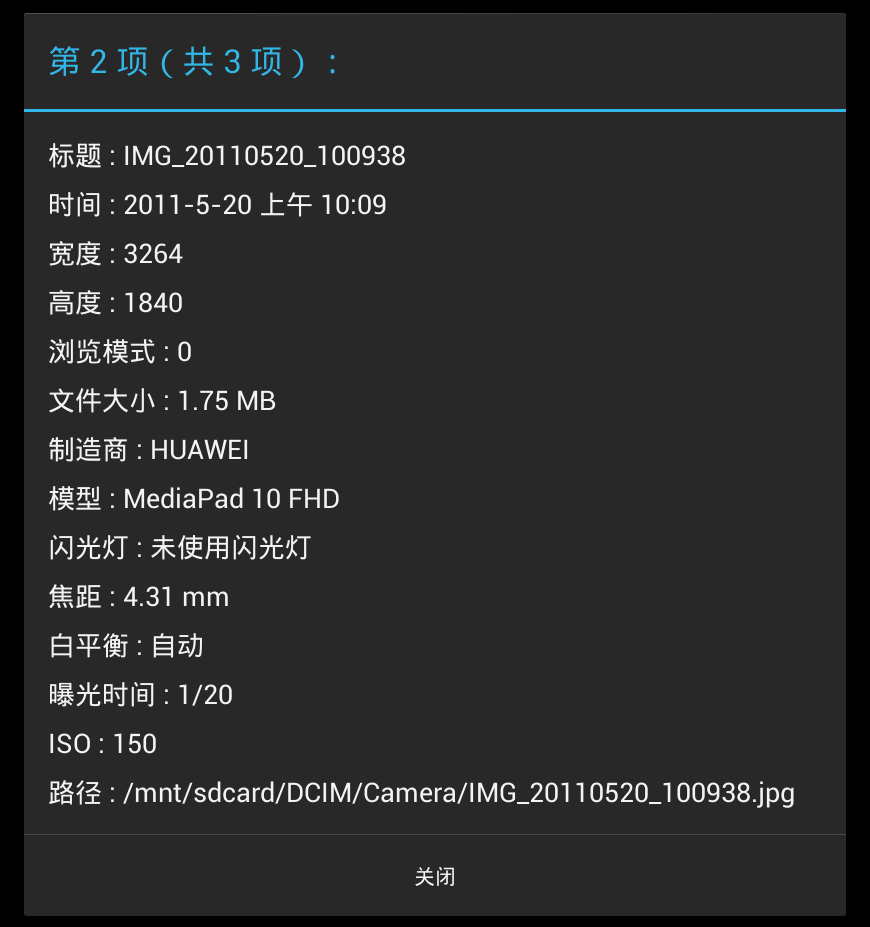 第 2 项（共 3 项）:
标题 : IMG_20110520_100938
时间 : 2011-5-20 上午 10:09
宽度 : 3264
高度 : 1840
浏览模式 : 0
文件大小 : 1.75 MB
制造商 : HUAWEI
模型 : MediaPad 10 FHD
闪光灯 : 未使用闪光灯
焦距 : 4.31 mm
白平衡 : 自动
曝光时间 : 1/20
ISO : 150
路径 : /mnt/sdcard/DCIM/Camera/IMG_20110520_100938.jpg
关闭